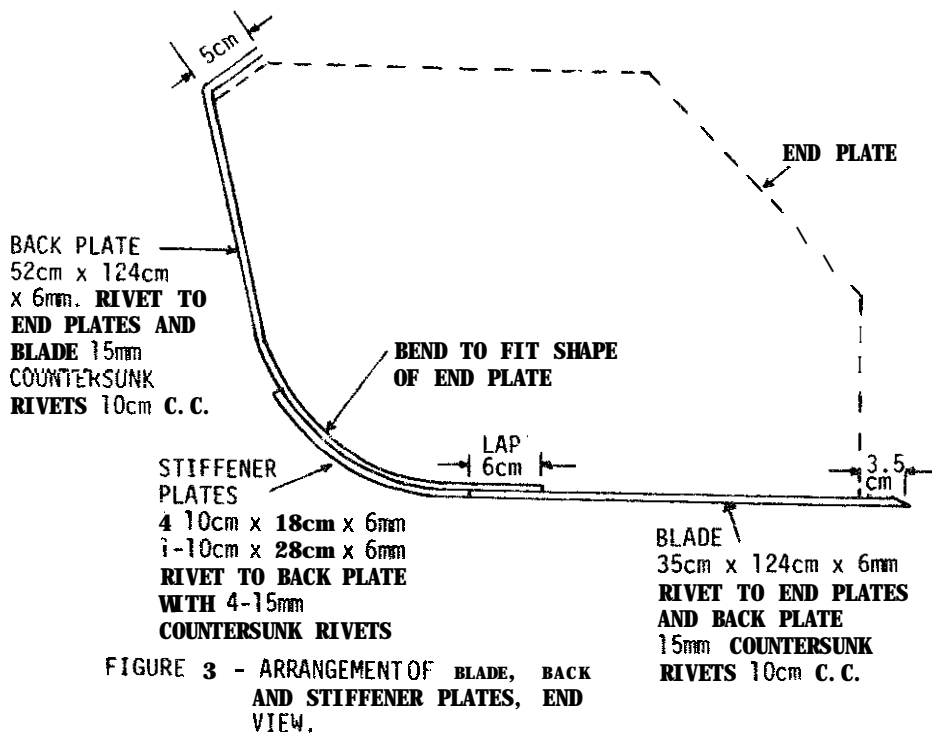 5cm
END PLATE
BACK PLATE
52cm x 124cm
x 6mm. RIVET TO
END PLATES AND
BLADE 15mm
COUNTERSUNK
RIVETS 10cm C.C.
BEND TO FIT SHAPE
OF END PLATE
LAP
6cm
3.5
cm
STIFFENER
PLATES
4 10cm x 18cm x 6mm
1-10cm x 28cm x 6mm
RIVET TO BACK PLATE
WITH 4-15mm
COUNTERSUNK RIVETS
BLADE
35cm x 124cm x 6mm
RIVET TO END PLATES
AND BACK PLATE
15mm COUNTERSUNK
RIVETS 10cm C.C.
FIGURE 3 - ARRANGEMENT OF BLADE, BACK
AND STIFFENER PLATES, END
VIEW.